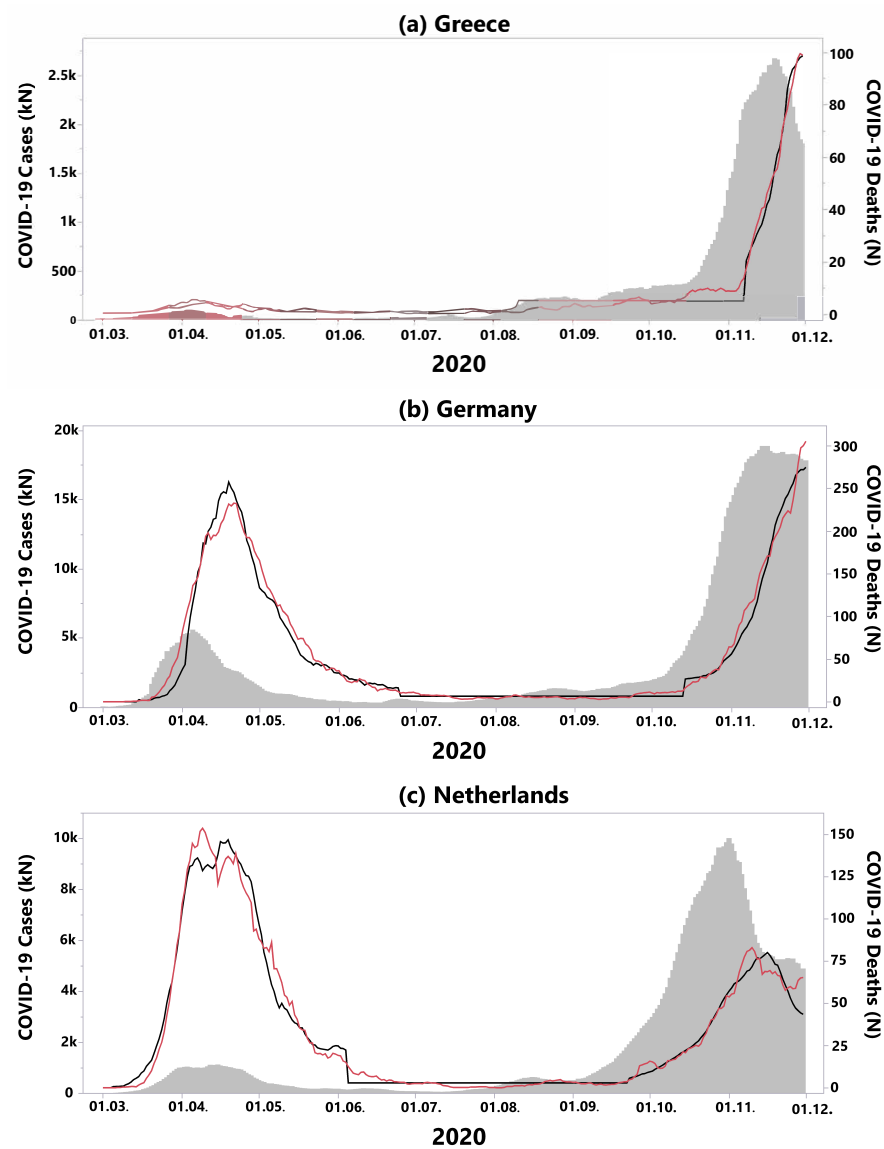 (a) Greece
COVID-19 Cases (kN)
2.5k
2k
1.5k
1k
500
0
100
80
60
40
20
0
COVID-19 Deaths (N)
01.03. 01.04. 01.05. 01.06. 01.07. 01.08. 01.09. 01.10. 01.11. 01.12.
2020
(b) Germany
COVID-19 Cases (kN)
20k
15k
10k
5k
0
300
250
200
150
100
50
0
COVID-19 Deaths (N)
01.03. 01.04. 01.05. 01.06. 01.07. 01.08. 01.09. 01.10. 01.11. 01.12.
2020
(c) Netherlands
COVID-19 Cases (kN)
10k
8k
6k
4k
2k
0
150
125
100
75
50
25
0
COVID-19 Deaths (N)
01.03. 01.04. 01.05. 01.06. 01.07. 01.08. 01.09. 01.10. 01.11. 01.12.
2020